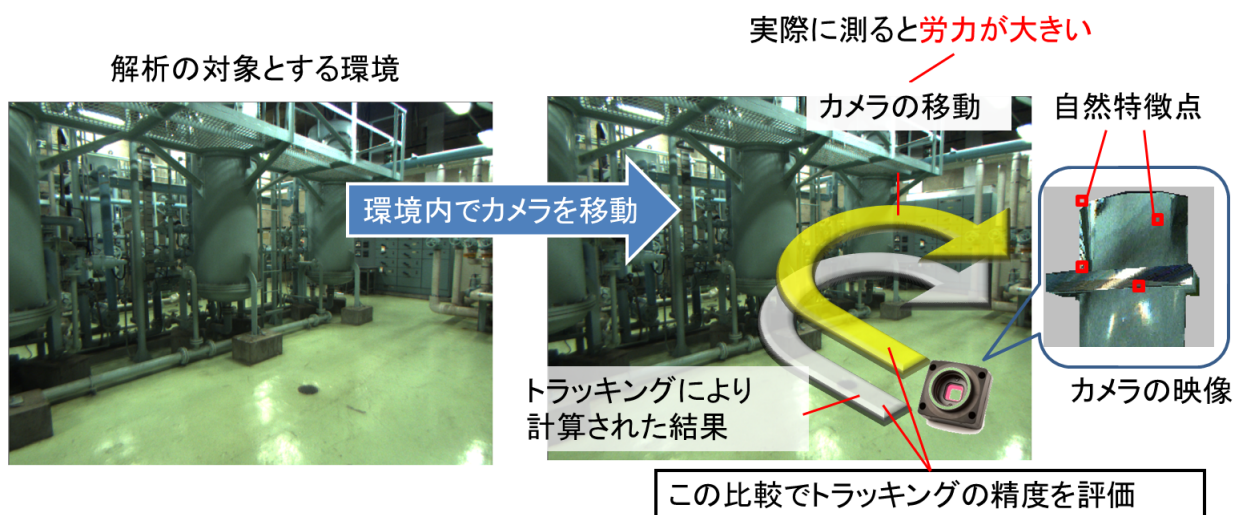 実際に測ると労力が大きい
解析の対象とする環境
カメラの移動
自然特徴点
環境内でカメラを移動
トラッキングにより
計算された結果
カメラの映像
この比較でトラッキングの精度を評価